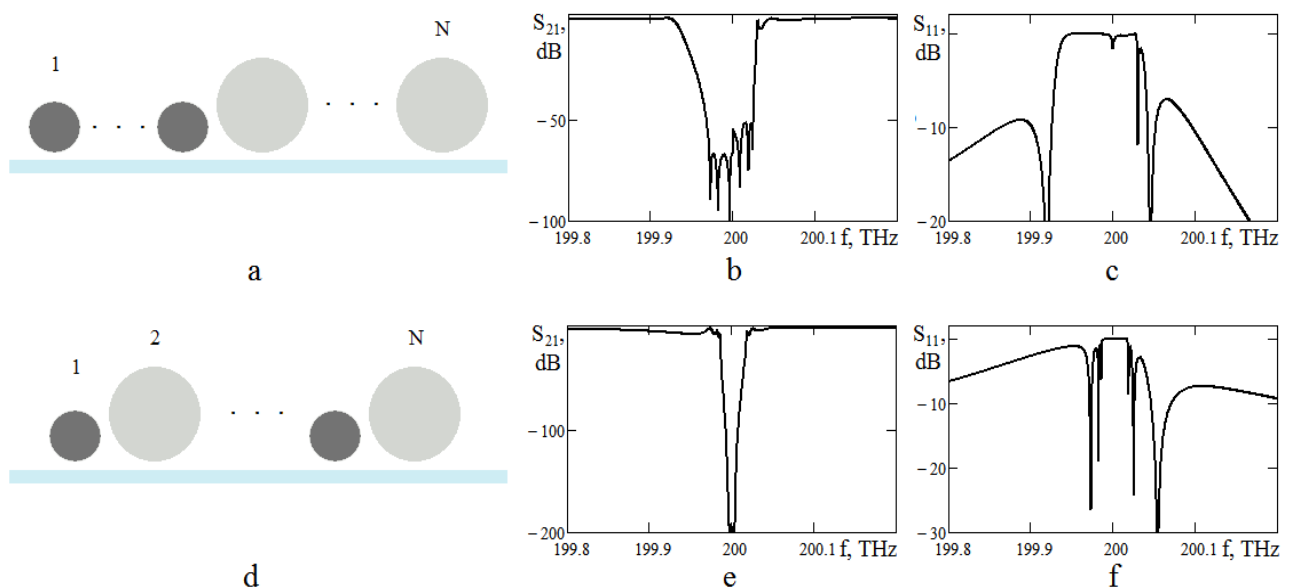 1
N
· · ·
· · ·
a
S21,
dB
−50
−100
199.8
199.9
200
200.1 f, THz
b
S11,
dB
−10
−20
199.8
199.9
200
200.1 f, THz
c
1
2
N
· · ·
d
S21,
dB
−100
−200
199.8
199.9
200
200.1 f, THz
e
S11,
dB
−10
−20
−30
199.8
199.9
200
200.1 f, THz
f